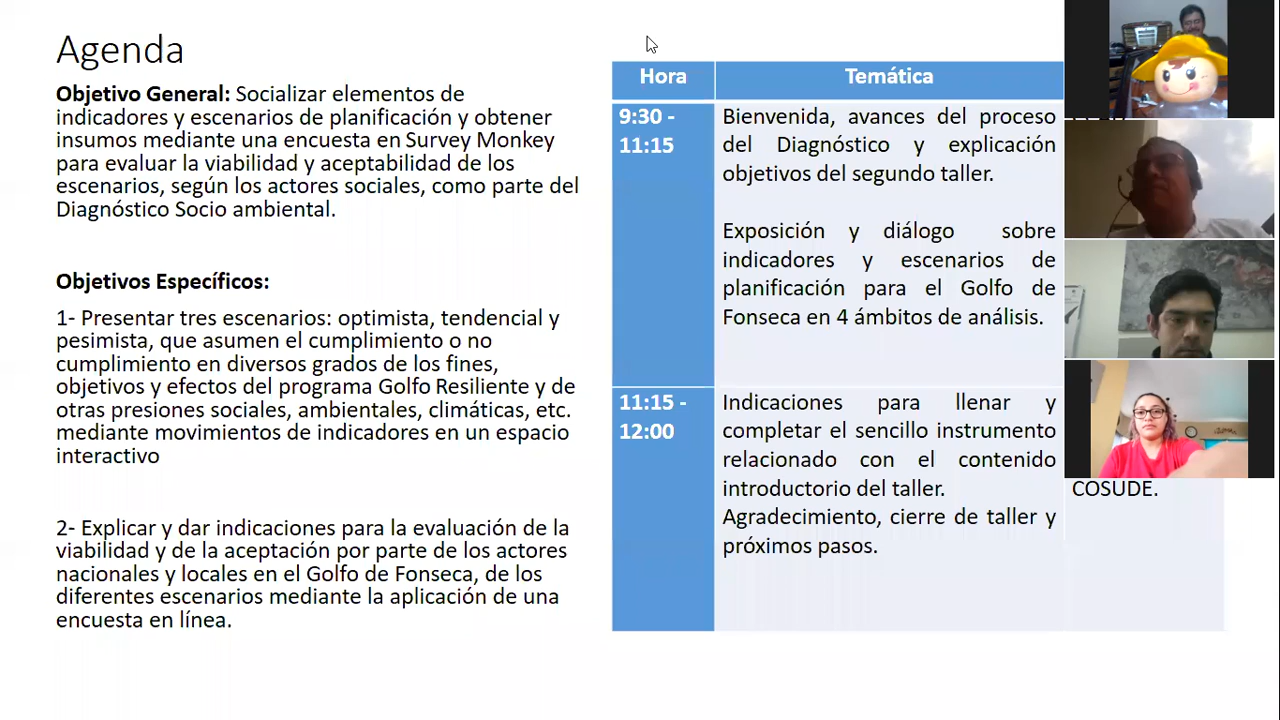 Agenda
Objetivo General: Socializar elementos de
indicadores y escenarios de planificación y obtener
insumos mediante una encuesta en Survey Monkey
para evaluar la viabilidad y aceptabilidad de los
escenarios, según los actores sociales, como parte del
Diagnóstico Socio ambiental.
Objetivos Específicos:
1- Presentar tres escenarios: optimista, tendencial y
pesimista, que asumen el cumplimiento o no
cumplimiento en diversos grados de los fines,
objetivos y efectos del programa Golfo Resiliente y de
otras presiones sociales, ambientales, climáticas, etc.
mediante movimientos de indicadores en un espacio
interactivo
2- Explicar y dar indicaciones para la evaluación de la
viabilidad y de la aceptación por parte de los actores
nacionales y locales en el Golfo de Fonseca, de los
diferentes escenarios mediante la aplicación de una
encuesta en línea.
Hora
Temática
9:30 -
11:15
Bienvenida, avances del proceso
del Diagnóstico y explicación
objetivos del segundo taller.
Exposición y diálogo sobre
indicadores y escenarios de
planificación para el Golfo de
Fonseca en 4 ámbitos de análisis.
11:15 -
12:00
Indicaciones para llenar y
completar el sencillo instrumento
relacionado con el contenido
introductorio del taller.
Agradecimiento, cierre de taller y
próximos pasos.
COSUDE.